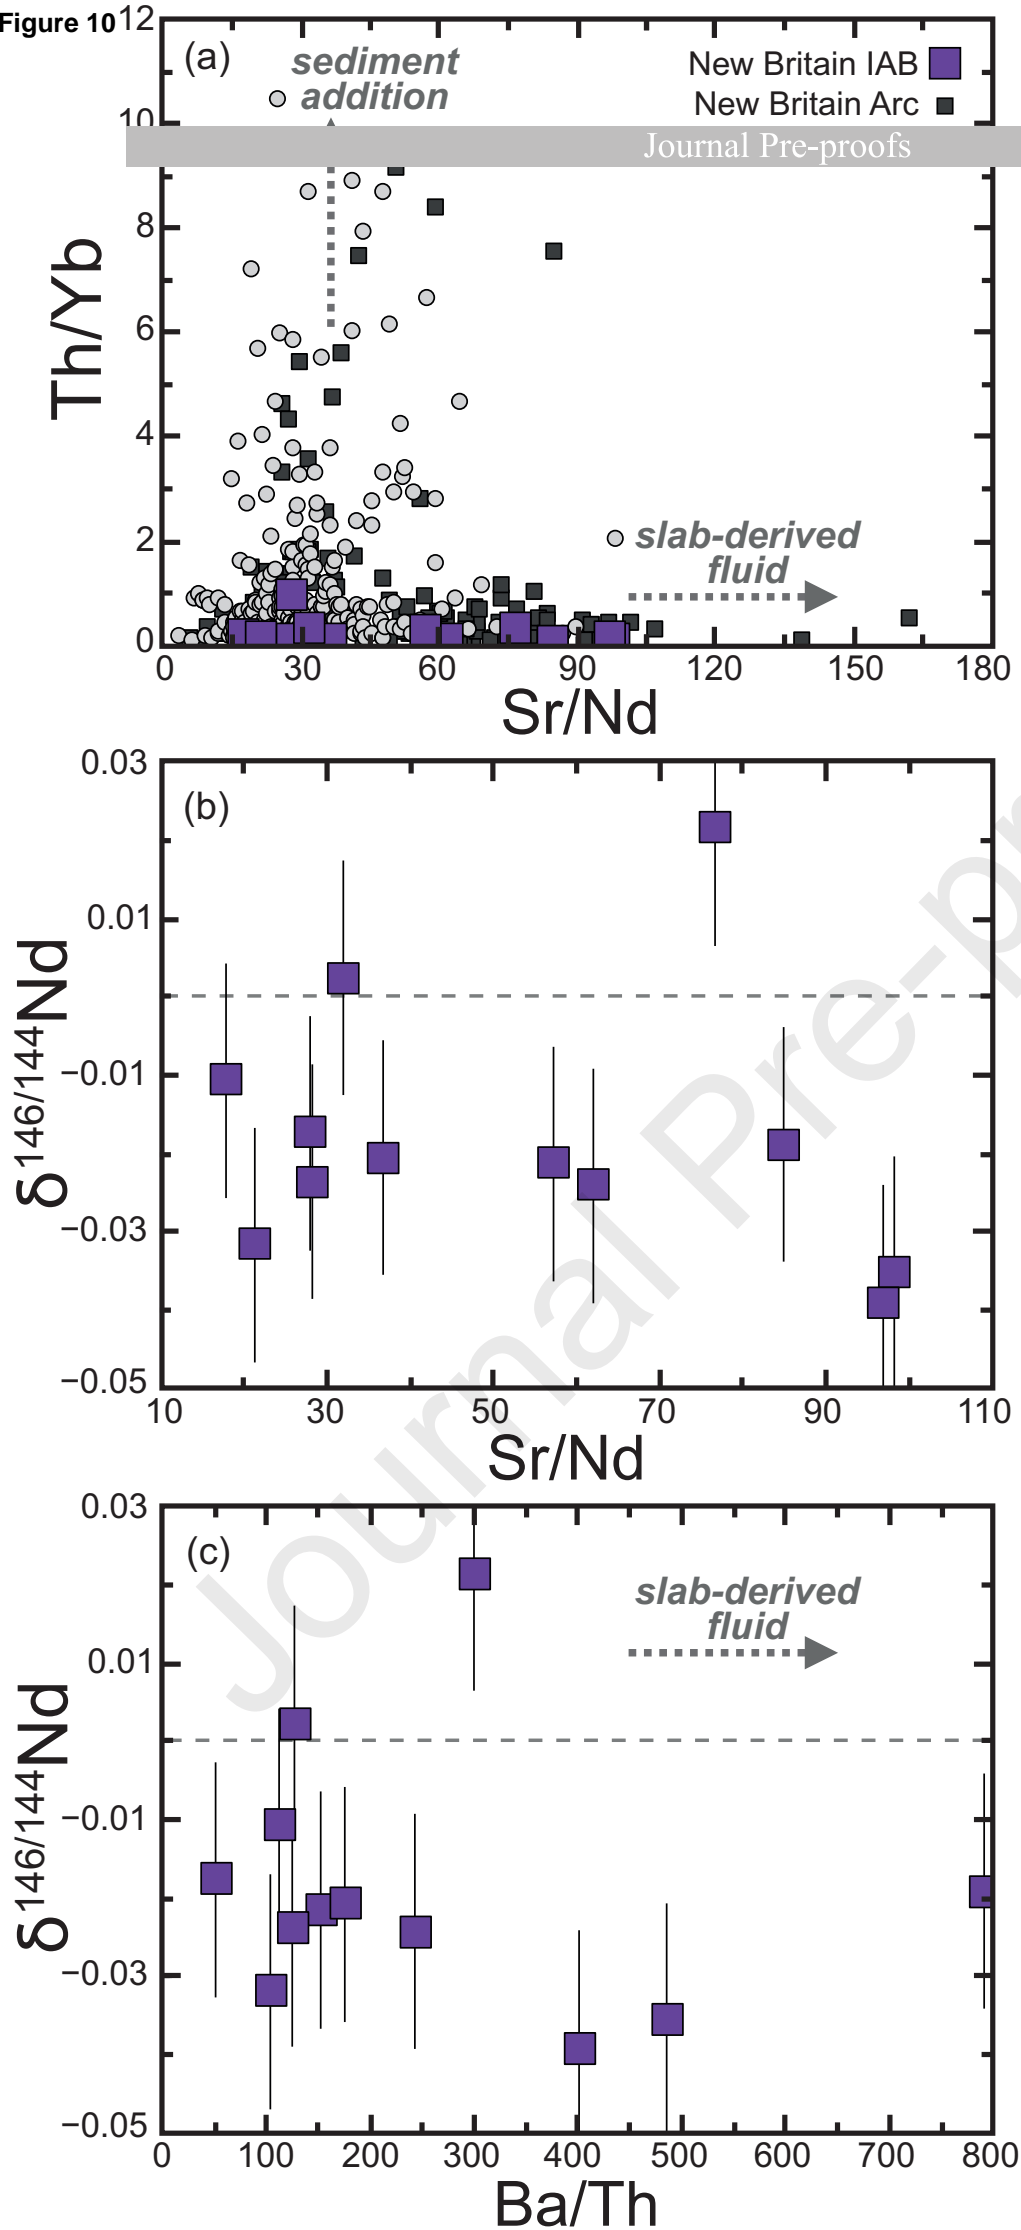 Figure 10
12
(a)
sediment
addition
New Britain IAB
New Britain Arc
10
Journal Pre-proofs
8
6
4
2
0
Th/Yb
slab-derived
fluid
0 30 60 90 120 150 180
Sr/Nd
0.03
(b)
0.01
−0.01
−0.03
−0.05
δ146/144Nd
10 30 50 70 90 110
Sr/Nd
0.03
(c)
slab-derived
fluid
0.01
−0.01
−0.03
−0.05
δ146/144Nd
0 100 200 300 400 500 600 700 800
Ba/Th
Journal Pre-pr